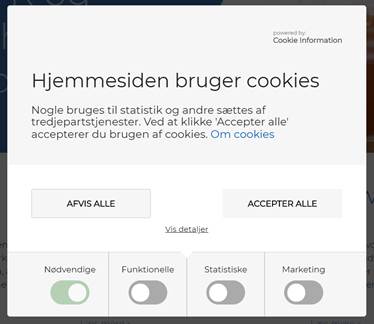 powered by:
Cookie Information
Hjemmesiden bruger cookies
Nogle bruges til statistik og andre sættes af
tredjepartstjenester. Ved at klikke 'Accepter alle'
accepterer du brugen af cookies. Om cookies
AFVIS ALLE ACCEPTER ALLE
Vis detaljer
Nødvendige Funktionelle Statistiske Marketing